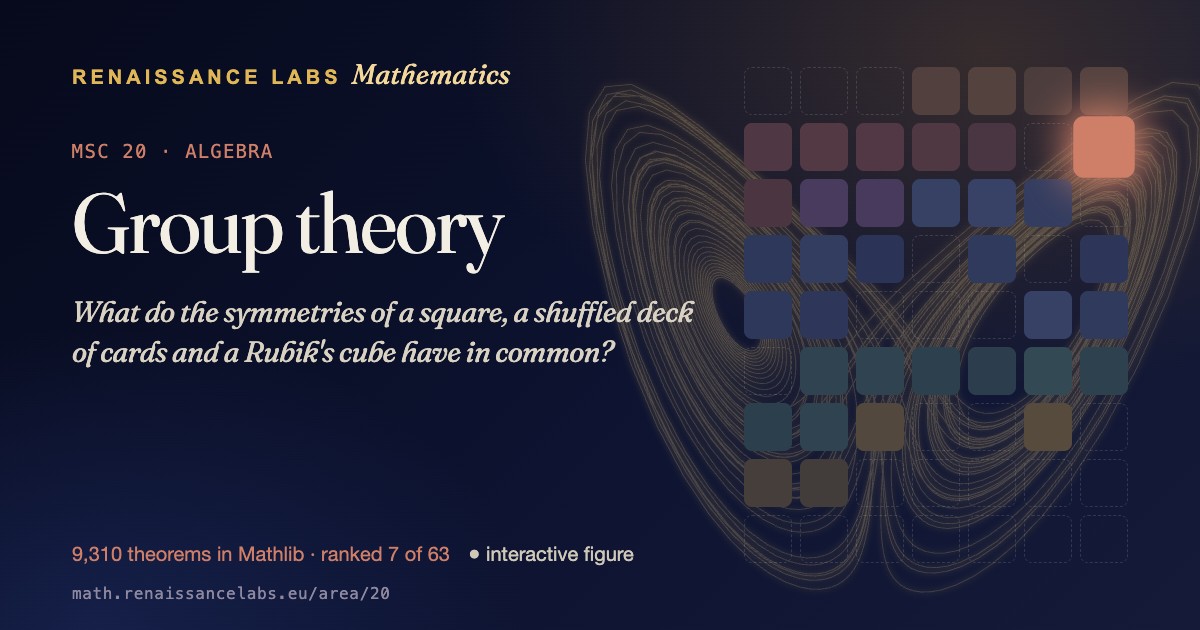 RENAISSANCE LABS Mathematics
MSC 20 · ALGEBRA
Group theory
What do the symmetries of a square, a shuffled deck
of cards and a Rubik's cube have in common?
9,310 theorems in Mathlib · ranked 7 of 63 ● interactive figure
math.renaissancelabs.eu/area/20